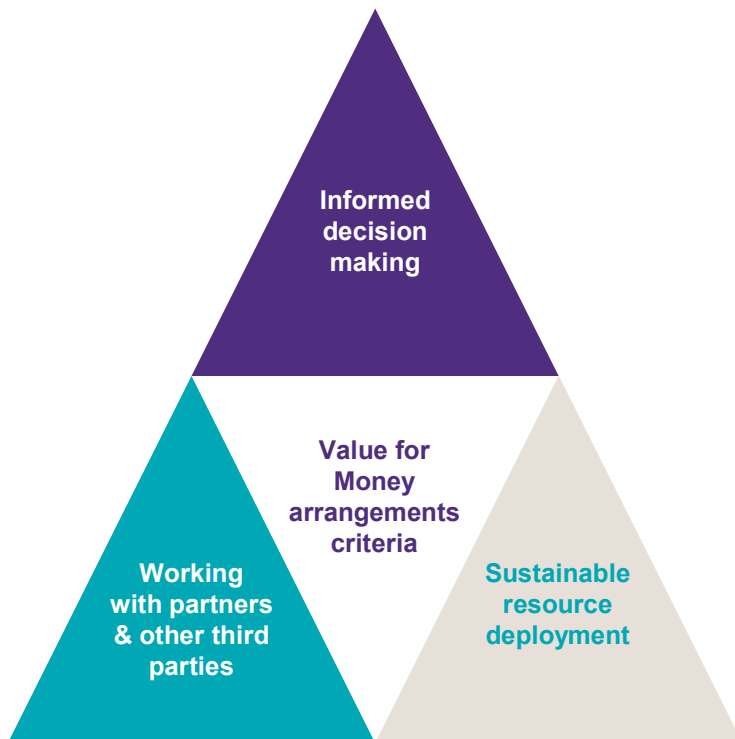 Informed
decision
making
Value for
Money
arrangements
criteria
Working
with partners
& other third
parties
Sustainable
resource
deployment